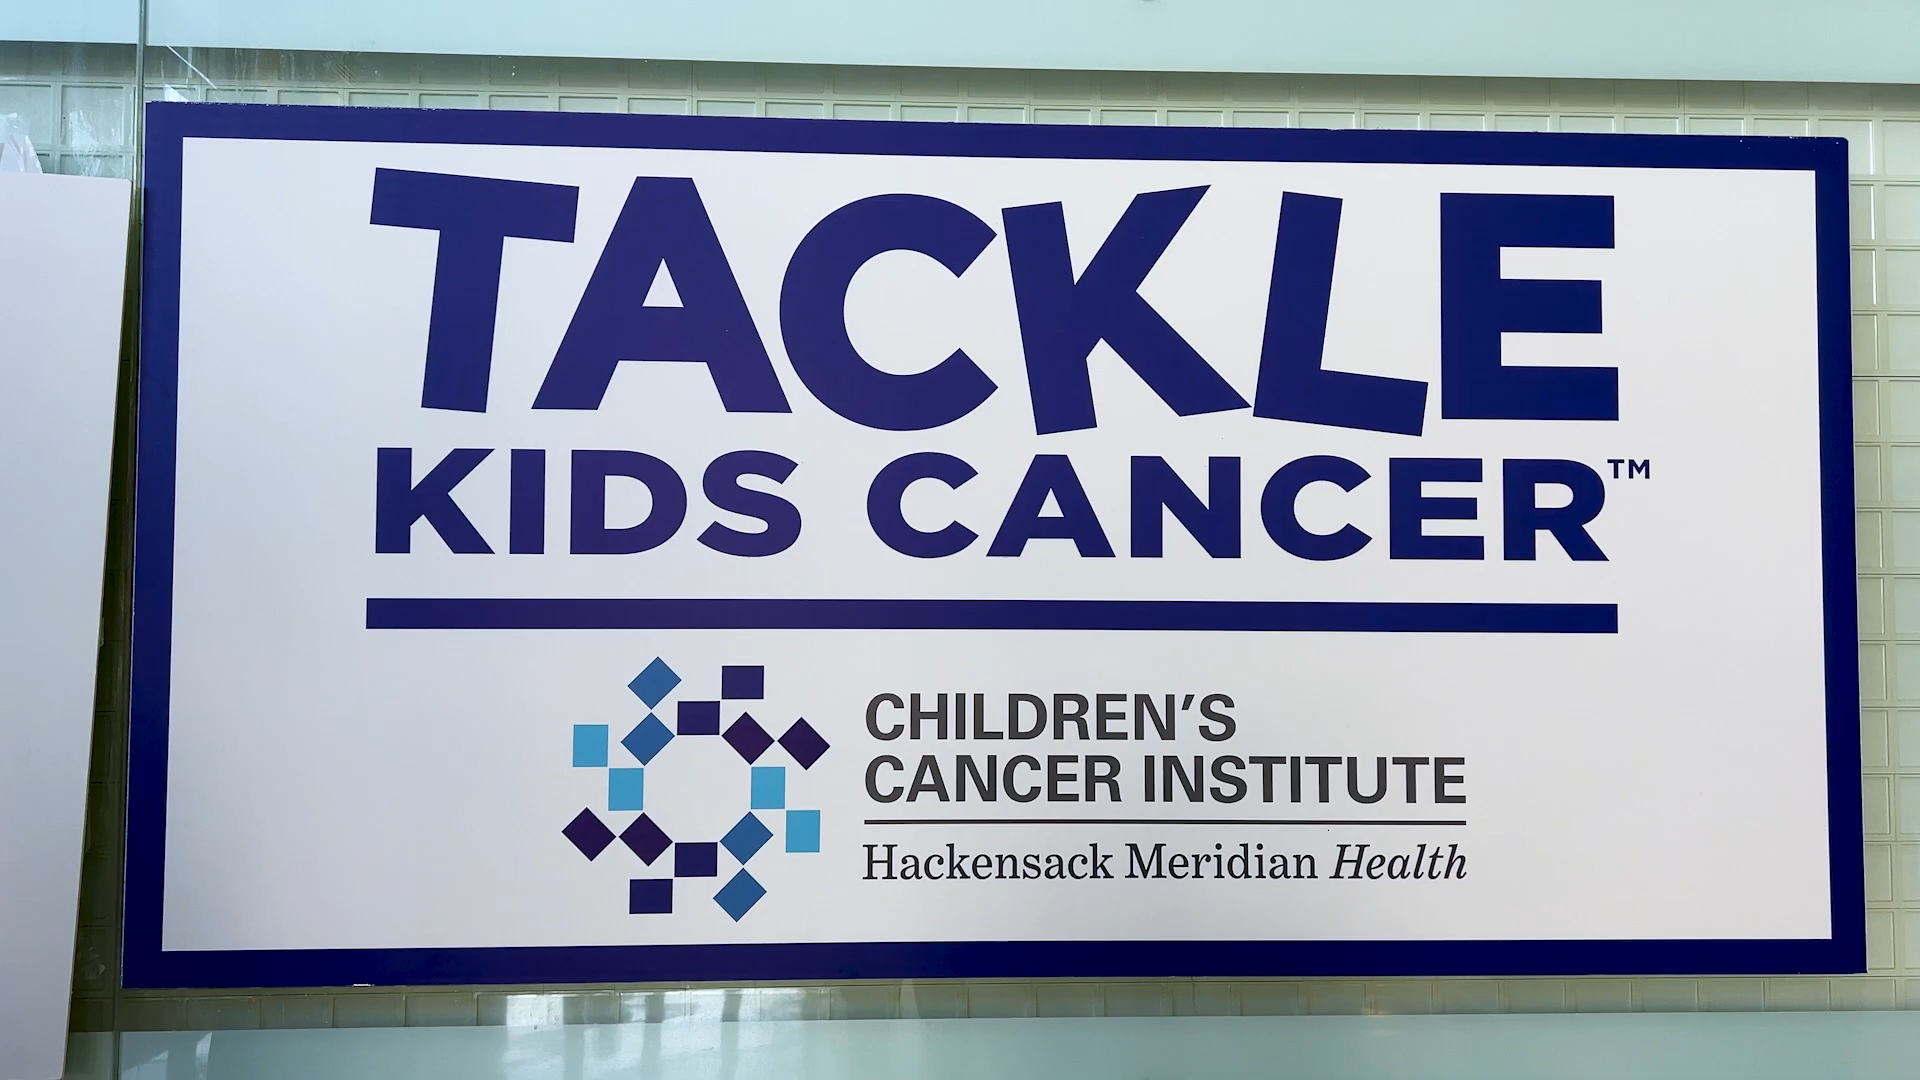 TACKLE
KIDS CANCER™
CHILDREN'S
CANCER INSTITUTE
Hackensack Meridian Health